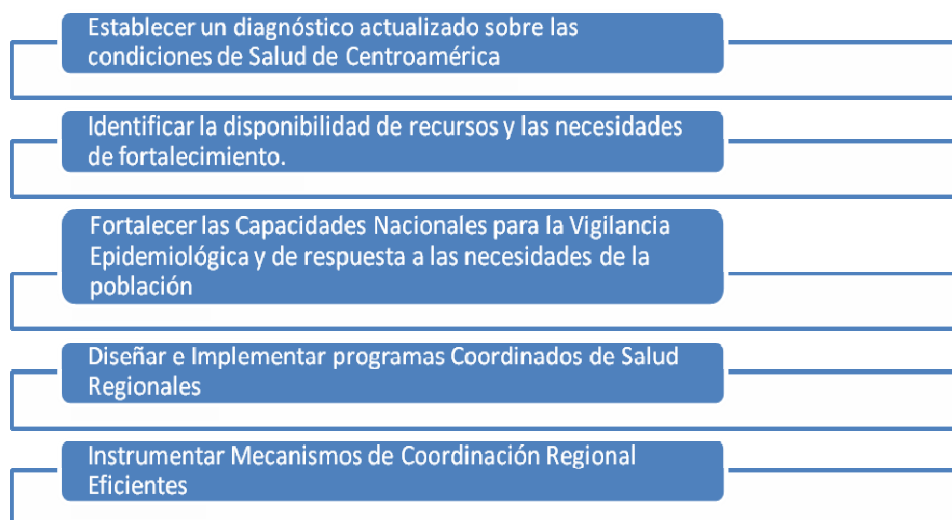 Establecer un diagnóstico actualizado sobre las
condiciones de Salud de Centroamérica
Identificar la disponibilidad de recursos y las necesidades
de fortalecimiento.
Fortalecer las Capacidades Nacionales para la Vigilancia
Epidemiológica y de respuesta a las necesidades de la
población
Diseñar e Implementar programas Coordinados de Salud
Regionales
Instrumentar Mecanismos de Coordinación Regional
Eficientes